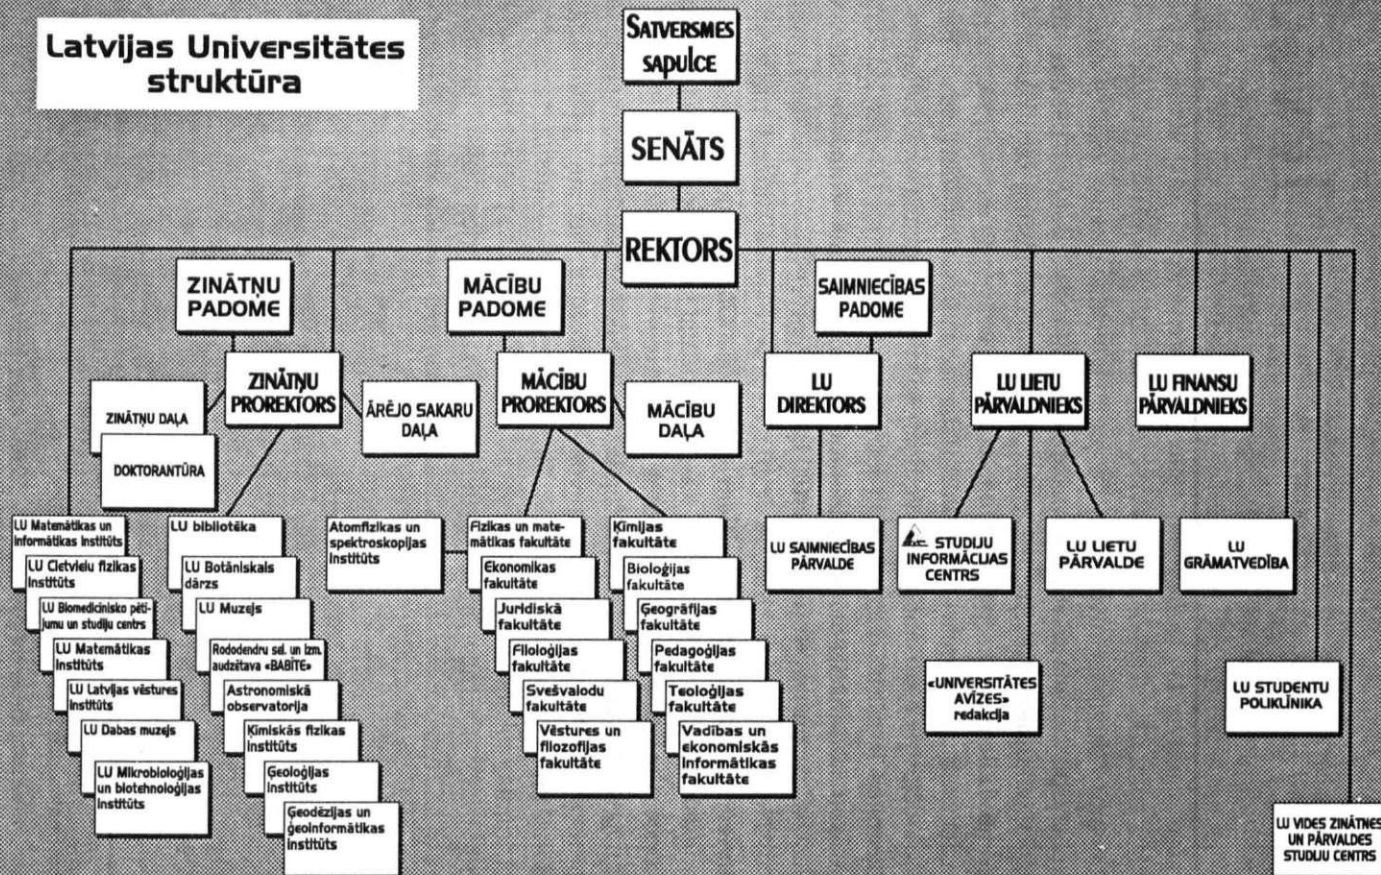 Latvijas Universitātes
struktūra
SATVERSMES
SAPULCE
SENĀTS
REKTORS
ZINĀTŅU
PADOME
MĀCĪBU
PADOME
SAIMNIECĪBAS
PADOME
ZINĀTŅU
PROREKTORS
MĀCĪBU
PROREKTORS
LU
DIREKTORS
LU LIETU
PĀRVALDNIEKS
LU FINANSU
PĀRVALDNIEKS
ZINĀTŅU DAĻA
DOKTORANTŪRA
ĀRĒJO SAKARU
DAĻA
MĀCĪBU
DAĻA
LU Matemātikas un
informātikas institūts
LU Cietvielu fizikas
institūts
LU Biomedicīnisko pētī-
jumu un studiju centrs
LU Matemātikas
institūts
LU Latvijas vēstures
institūts
LU Dabas muzejs
LU Mikrobioloģijas
un biotehnoloģijas
institūts
LU bibliotēka
LU Botāniskais
dārzs
LU Muzejs
Rododendru sel. un izm.
audzētava «BABĪTE»
Astronomiskā
observatorija
Ķīmiskās fizikas
institūts
Ģeoloģijas
institūts
Ģeodēzijas un
ģeoinformātikas
institūts
Atomfizikas un
spektroskopijas
institūts
Fizikas un mate-
mātikas fakultāte
Ekonomikas
fakultāte
Juridiskā
fakultāte
Filoloģijas
fakultāte
Svešvalodu
fakultāte
Vēstures un
filozofijas
fakultāte
Ķīmijas
fakultāte
Bioloģijas
fakultāte
Ģeogrāfijas
fakultāte
Pedagoģijas
fakultāte
Teoloģijas
fakultāte
Vadības un
ekonomiskās
informātikas
fakultāte
LU SAIMNIECĪBAS
PĀRVALDE
STUDIJU
INFORMĀCIJAS
CENTRS
LU LIETU
PĀRVALDE
LU
GRĀMATVEDĪBA
«UNIVERSITĀTES
AVĪZES»
redakcija
LU STUDENTU
POLIKLĪNIKA
LU VIDES ZINĀTNES
UN PĀRVALDES
STUDIJU CENTRS